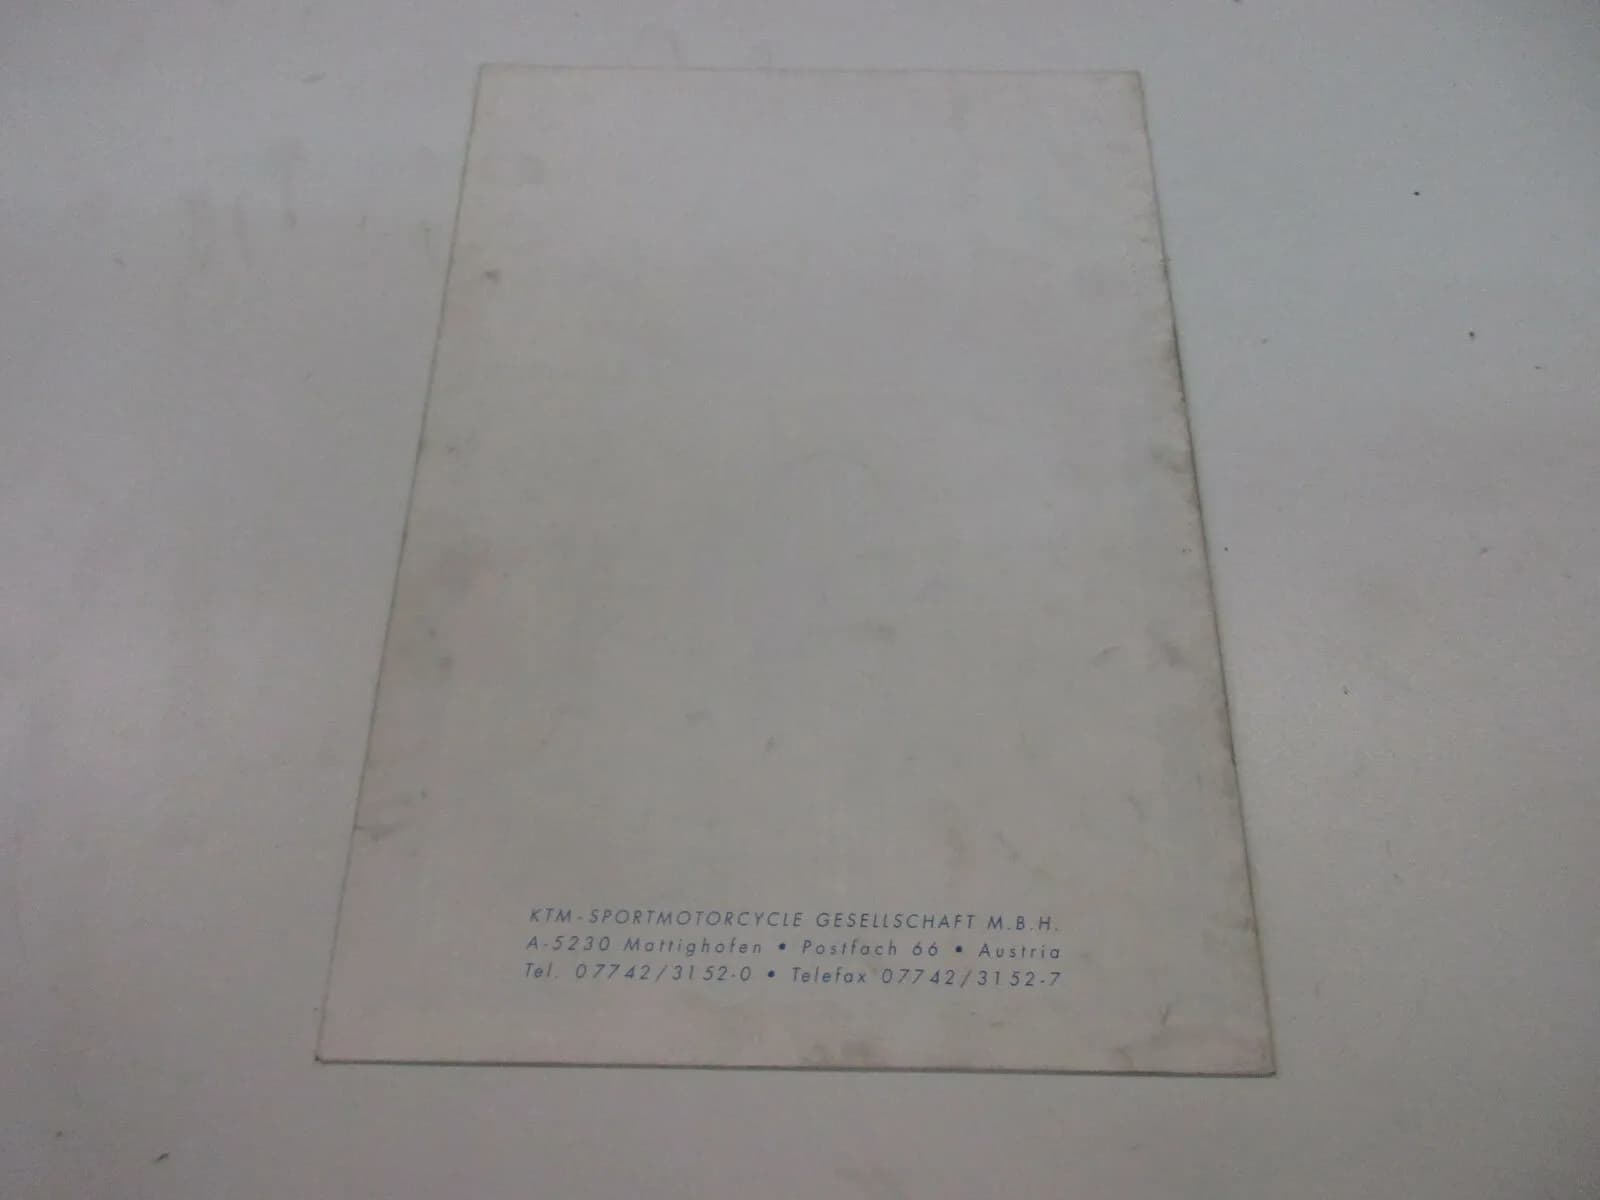 KTM-SPORTMOTORCYCLE GESELLSCHAFT M.B.H.
A-5230 Mattighofen • Postfach 66 • Austria
Tel. 07742/3152-0 • Telefax 07742/3152-7